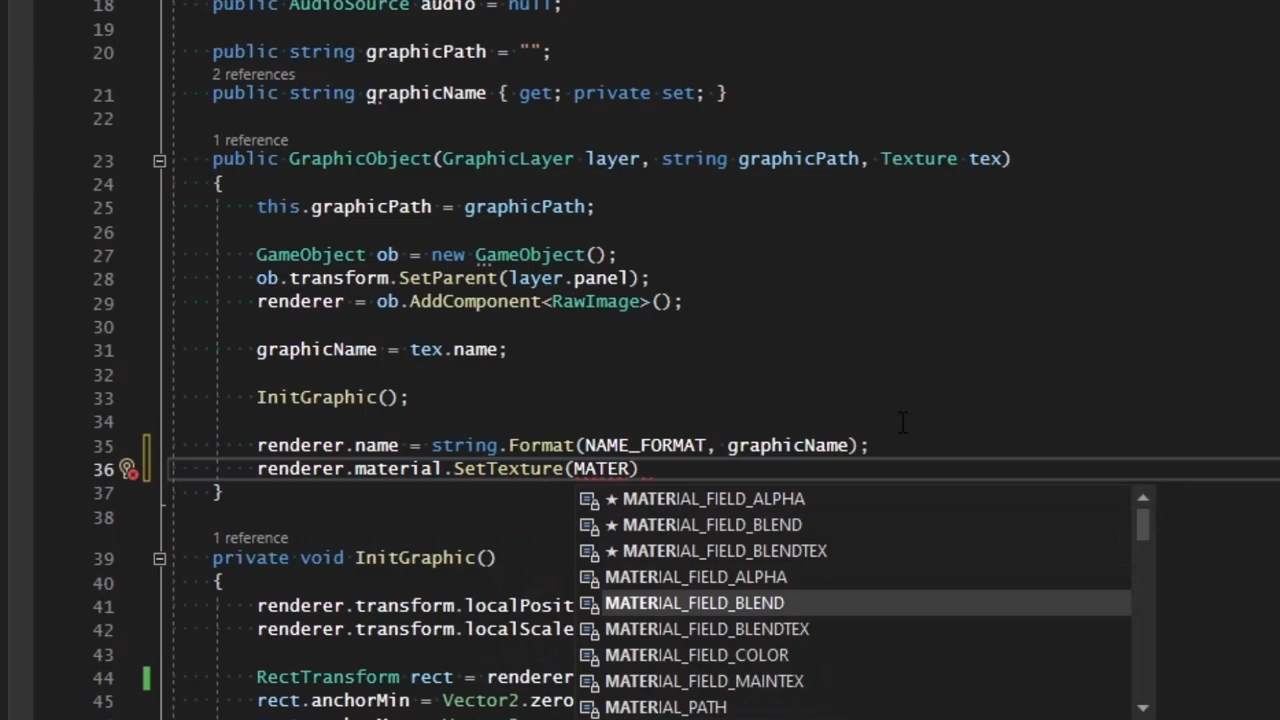 18 public AudioSource audio = null;
19
20 public string graphicPath = "";
2 references
21 public string graphicName { get; private set; }
22
1 reference
23 public GraphicObject(GraphicLayer layer, string graphicPath, Texture tex)
24 {
25 this.graphicPath = graphicPath;
26
27 GameObject ob = new GameObject();
28 ob.transform.SetParent(layer.panel);
29 renderer = ob.AddComponent<RawImage>();
30
31 graphicName = tex.name;
32
33 InitGraphic();
34
35 renderer.name = string.Format(NAME_FORMAT, graphicName);
36 renderer.material.SetTexture(MATER)
37 }
★ MATERIAL_FIELD_ALPHA
38
★ MATERIAL_FIELD_BLEND
1 reference
★ MATERIAL_FIELD_BLENDTEX
39 private void InitGraphic()
MATERIAL_FIELD_ALPHA
40 {
MATERIAL_FIELD_BLEND
41 renderer.transform.localPosit
MATERIAL_FIELD_BLENDTEX
42 renderer.transform.localScale
43
MATERIAL_FIELD_COLOR
44 RectTransform rect = renderer
MATERIAL_FIELD_MAINTEX
45 rect.anchorMin = Vector2.zero
MATERIAL_PATH